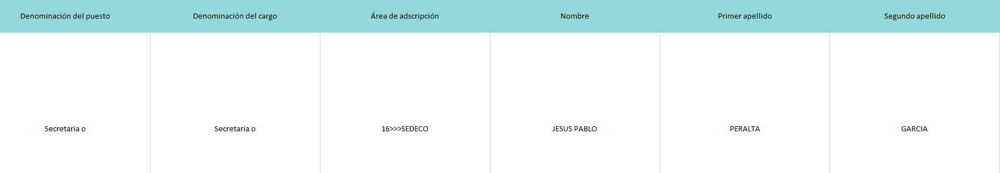 Denominación del puesto Denominación del cargo Área de adscripción Nombre Primer apellido Segundo apellido
Secretaria o Secretaria o 16>>>SEDECO JESUS PABLO PERALTA GARCIA